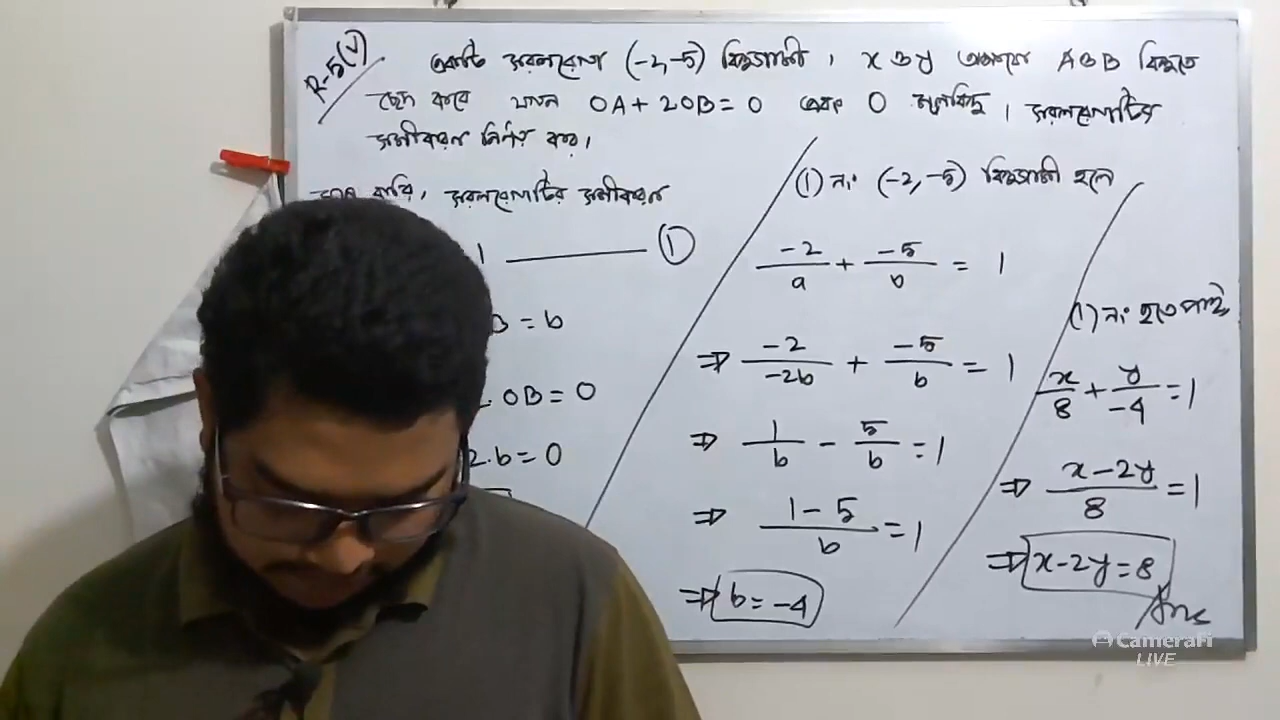 R-5(V)
একটি সরলরেখা (-2,-5) বিন্দুগামী, x ও y অক্ষকে A ও B বিন্দুতে
ছেদ করে যেন OA + 2OB = 0 এবং O মূলবিন্দু। সরলরেখাটির
সমীকরণ নির্ণয় কর।
ধরি, সরলরেখাটির সমীকরণ
1 ——— (1)
B = b
. OB = 0
2.b = 0
(1) নং (-2,-5) বিন্দুগামী হলে
-2/a + -5/b = 1
⇒ -2/-2b + -5/b = 1
⇒ 1/b - 5/b = 1
⇒ 1-5/b = 1
⇒ b = -4
(1) নং হতে পাই
x/8 + y/-4 = 1
⇒ x-2y/8 = 1
⇒ x-2y=8
Ans
CameraFi
LIVE